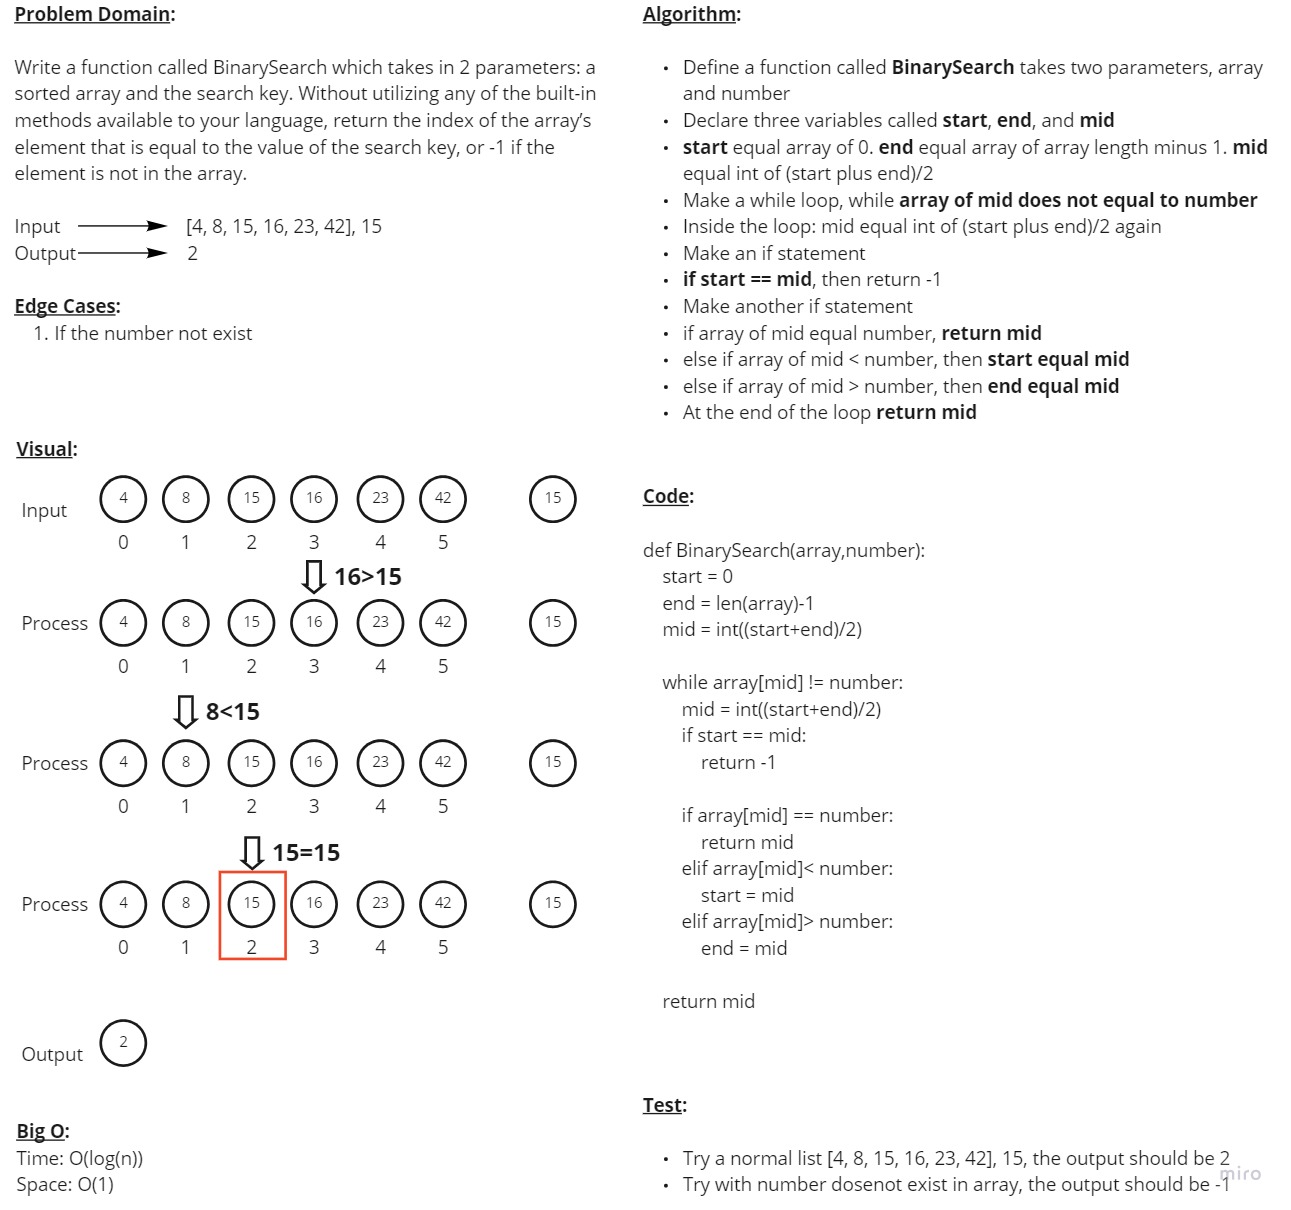 Problem Domain:
Write a function called BinarySearch which takes in 2 parameters: a
sorted array and the search key. Without utilizing any of the built-in
methods available to your language, return the index of the array’s
element that is equal to the value of the search key, or -1 if the
element is not in the array.
Input [4, 8, 15, 16, 23, 42], 15
Output 2
Edge Cases:
1. If the number not exist
Visual:
Input 4 8 15 16 23 42 15
0 1 2 3 4 5
16>15
Process 4 8 15 16 23 42 15
0 1 2 3 4 5
8<15
Process 4 8 15 16 23 42 15
0 1 2 3 4 5
15=15
Process 4 8 15 16 23 42 15
0 1 2 3 4 5
Output 2
Big O:
Time: O(log(n))
Space: O(1)
Algorithm:
• Define a function called BinarySearch takes two parameters, array
and number
• Declare three variables called start, end, and mid
• start equal array of 0. end equal array of array length minus 1. mid
equal int of (start plus end)/2
• Make a while loop, while array of mid does not equal to number
• Inside the loop: mid equal int of (start plus end)/2 again
• Make an if statement
• if start == mid, then return -1
• Make another if statement
• if array of mid equal number, return mid
• else if array of mid < number, then start equal mid
• else if array of mid > number, then end equal mid
• At the end of the loop return mid
Code:
def BinarySearch(array,number):
start = 0
end = len(array)-1
mid = int((start+end)/2)
while array[mid] != number:
mid = int((start+end)/2)
if start == mid:
return -1
if array[mid] == number:
return mid
elif array[mid]< number:
start = mid
elif array[mid]> number:
end = mid
return mid
Test:
• Try a normal list [4, 8, 15, 16, 23, 42], 15, the output should be 2
• Try with number dosenot exist in array, the output should be -1
miro